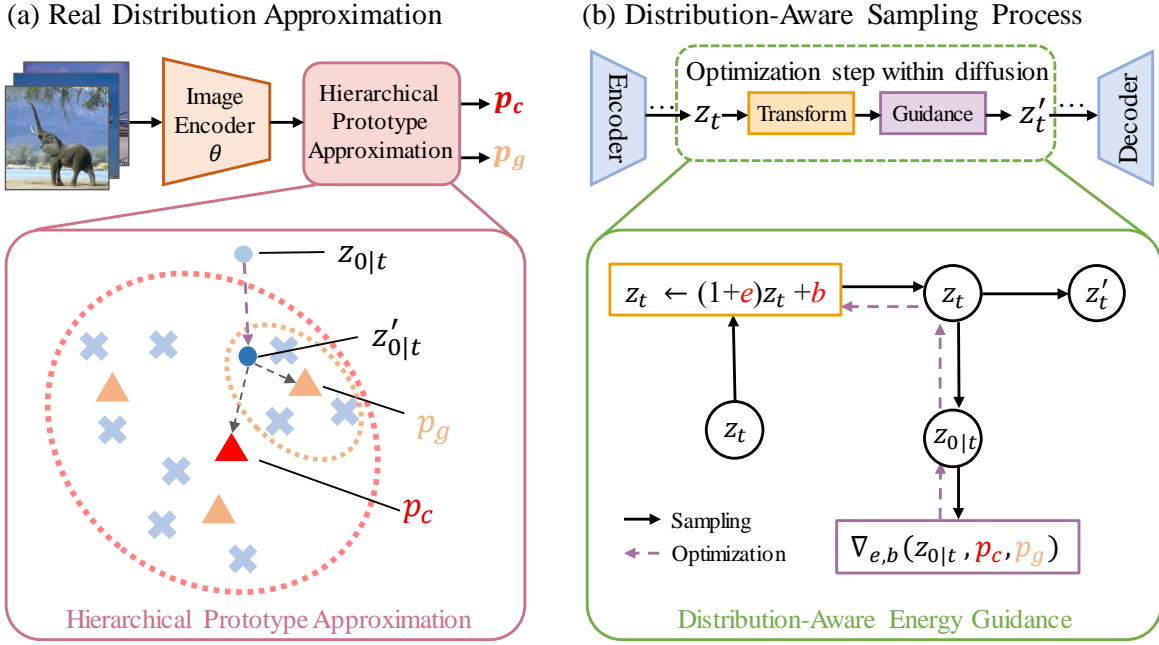 (a) Real Distribution Approximation
Image
Encoder
θ
Hierarchical
Prototype
Approximation
p_c
p_g
z_{0|t}
z'_{0|t}
p_g
p_c
Hierarchical Prototype Approximation
(b) Distribution-Aware Sampling Process
Encoder
...
Optimization step within diffusion
z_t
Transform
Guidance
z'_t
...
Decoder
z_t ← (1+e)z_t +b
z_t
z'_t
z_t
z_{0|t}
Sampling
Optimization
∇_{e,b}(z_{0|t}, p_c, p_g)
Distribution-Aware Energy Guidance